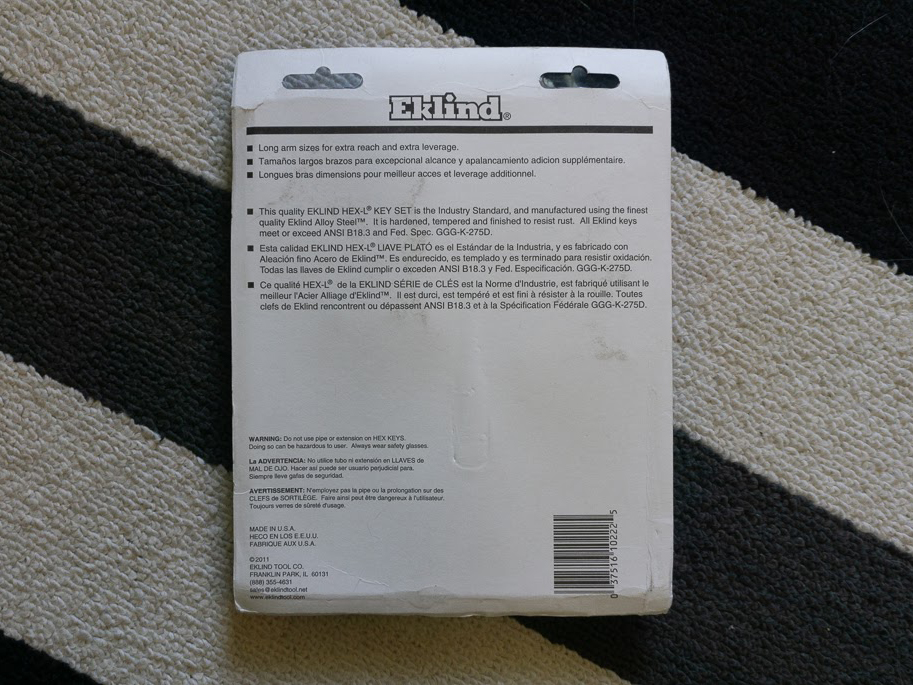 Eklind®
■ Long arm sizes for extra reach and extra leverage.
■ Tamaños largos brazos para excepcional alcance y apalancamiento adicion supplémentaire.
■ Longues bras dimensions pour meilleur acces et leverage additionnel.
■ This quality EKLIND HEX-L® KEY SET is the Industry Standard, and manufactured using the finest
quality Eklind Alloy Steel™. It is hardened, tempered and finished to resist rust. All Eklind keys
meet or exceed ANSI B18.3 and Fed. Spec. GGG-K-275D.
■ Esta calidad EKLIND HEX-L® LIAVE PLATÓ es el Estándar de la Industria, y es fabricado con
Aleación fino Acero de Eklind™. Es endurecido, es templado y es terminado para resistir oxidación.
Todas las llaves de Eklind cumplir o exceden ANSI B18.3 y Fed. Especificación. GGG-K-275D.
■ Ce qualité HEX-L® de la EKLIND SÉRIE de CLÉS est la Norme d'Industrie, est fabriqué utilisant le
meilleur l'Acier Alliage d'Eklind™. Il est durci, est tempéré et est fini à résister à la rouille. Toutes
clefs de Eklind rencontront ou dépassent ANSI B18.3 et à la Spécification Fédérale GGG-K-275D.
WARNING: Do not use pipe or extension on HEX KEYS.
Doing so can be hazardous to user. Always wear safety glasses.
La ADVERTENCIA: No utilice tubo ni extensión en LLAVES de
MAL DE OJO. Hacer así puede ser usuario perjudicial para.
Siempre lleve gafas de seguridad.
AVERTISSEMENT: N'employez pas la pipe ou la prolongation sur des
CLEFS de SORTILÈGE. Faire ainsi peut être dangereux à l'utilisateur.
Toujours verres de sûreté d'usage.
MADE IN U.S.A.
HECO EN LOS E.E.U.U.
FABRIQUE AUX U.S.A.
©2011
EKLIND TOOL CO.
FRANKLIN PARK, IL 60131
(888) 355-4631
sales@eklindtool.net
www.eklindtool.com
0 37516 10222 5